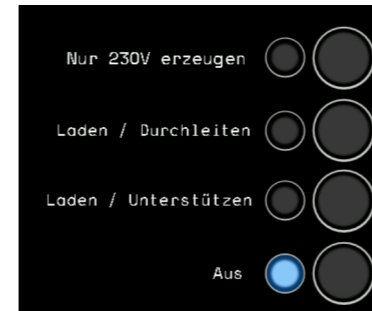 Nur 230V erzeugen
Laden / Durchleiten
Laden / Unterstützen
Aus